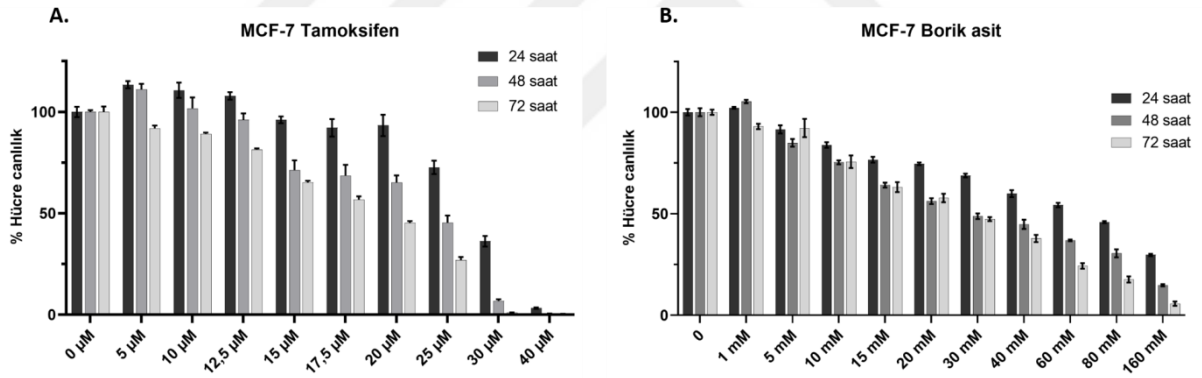 A.
MCF-7 Tamoksifen
24 saat
48 saat
72 saat
% Hücre canlılık
100
50
0
0 µM
5 µM
10 µM
12,5 µM
15 µM
17,5 µM
20 µM
25 µM
30 µM
40 µM
B.
MCF-7 Borik asit
24 saat
48 saat
72 saat
% Hücre canlılık
100
50
0
0
1 mM
5 mM
10 mM
15 mM
20 mM
30 mM
40 mM
60 mM
80 mM
160 mM